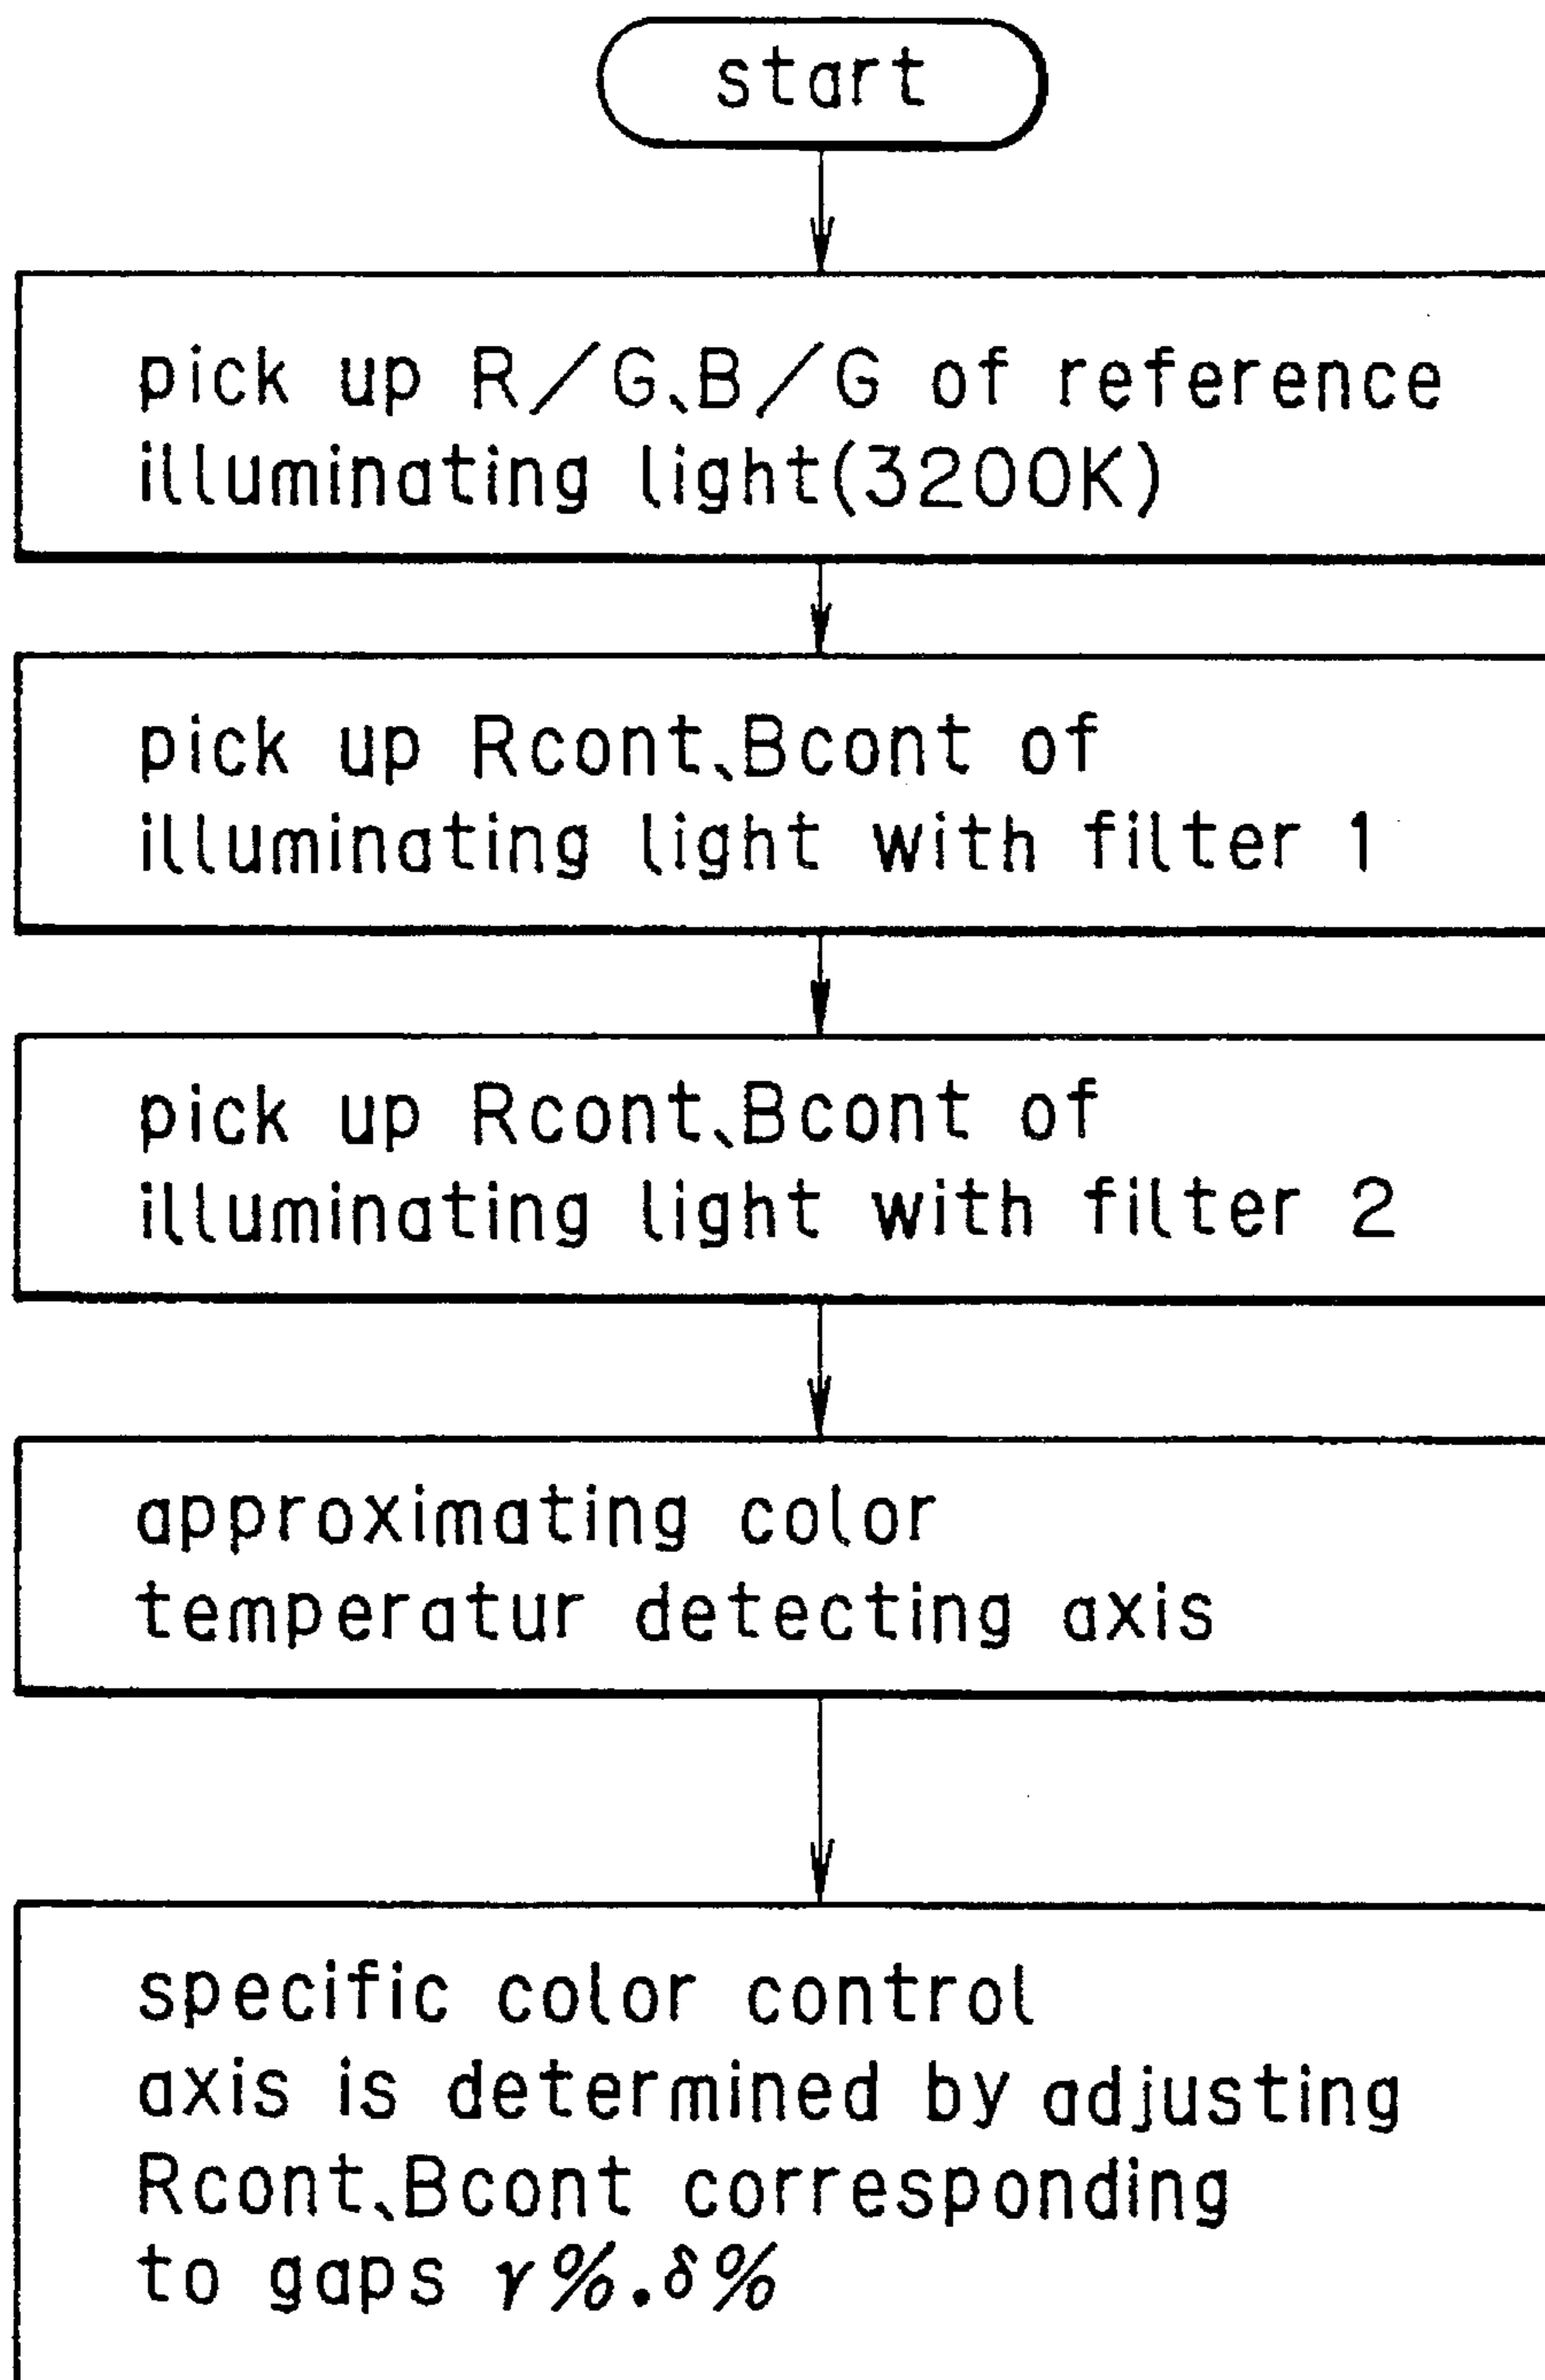 start
pick up R/G、B/G of reference
illuminating light(3200K)
pick up Rcont、Bcont of
illuminating light with filter 1
pick up Rcont、Bcont of
illuminating light with filter 2
approximating color
temperatur detecting axis
specific color control
axis is determined by adjusting
Rcont、Bcont corresponding
to gaps γ%.δ%